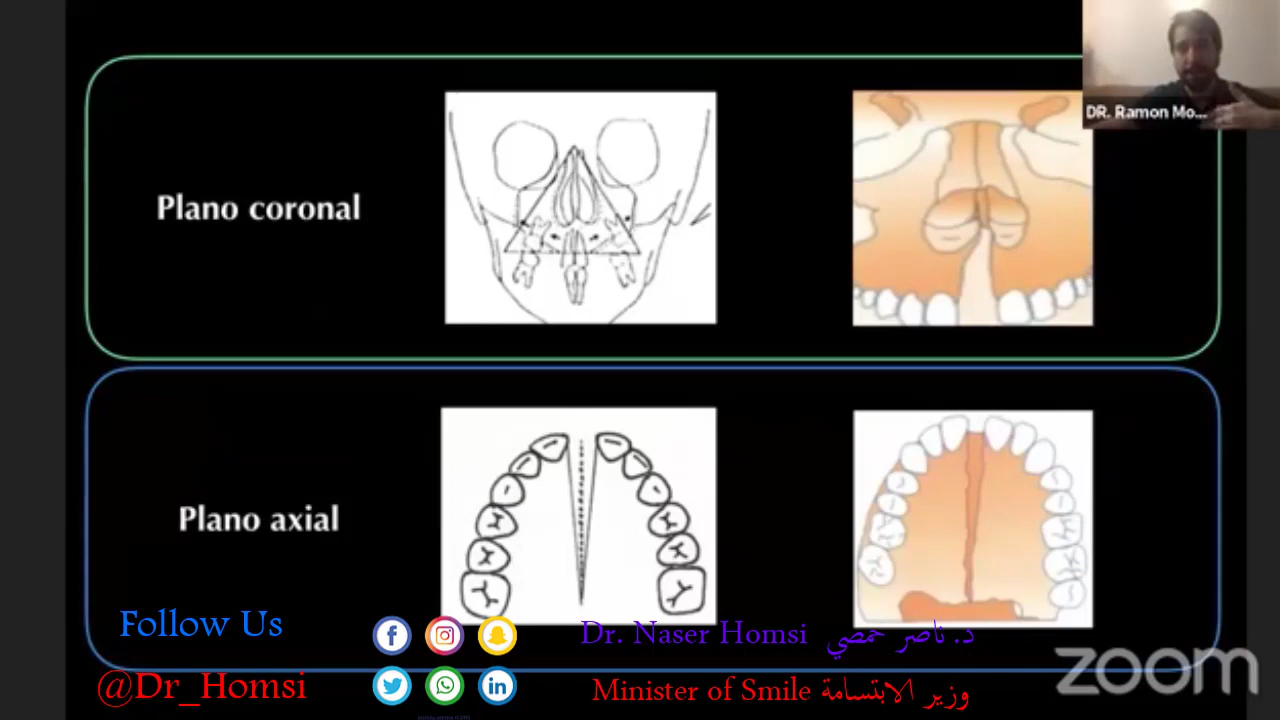 DR. Ramon Mo...
Plano coronal
Plano axial
Follow Us
Dr. Naser Homsi د. ناصر حمصي
@Dr_Homsi
Minister of Smile وزير الابتسامة
zoom